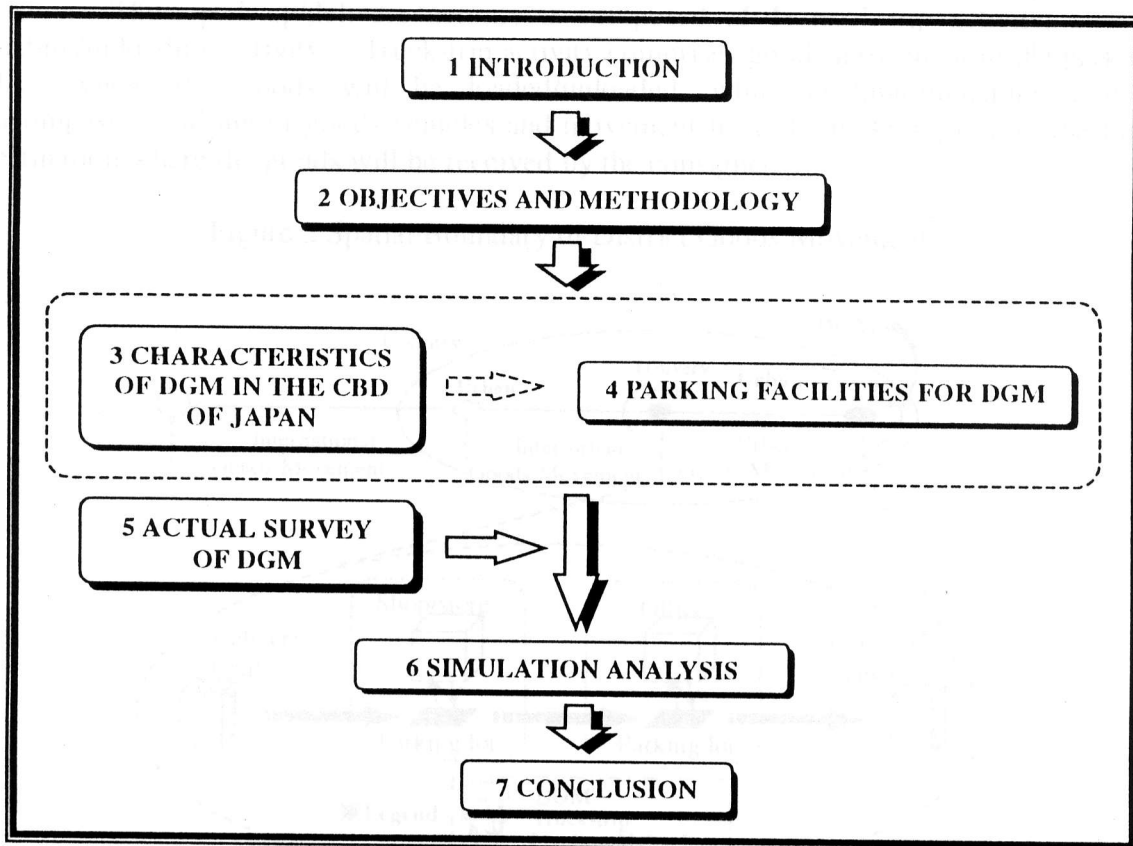 1 INTRODUCTION
2 OBJECTIVES AND METHODOLOGY
3 CHARACTERISTICS
OF DGM IN THE CBD
OF JAPAN
4 PARKING FACILITIES FOR DGM
5 ACTUAL SURVEY
OF DGM
6 SIMULATION ANALYSIS
7 CONCLUSION